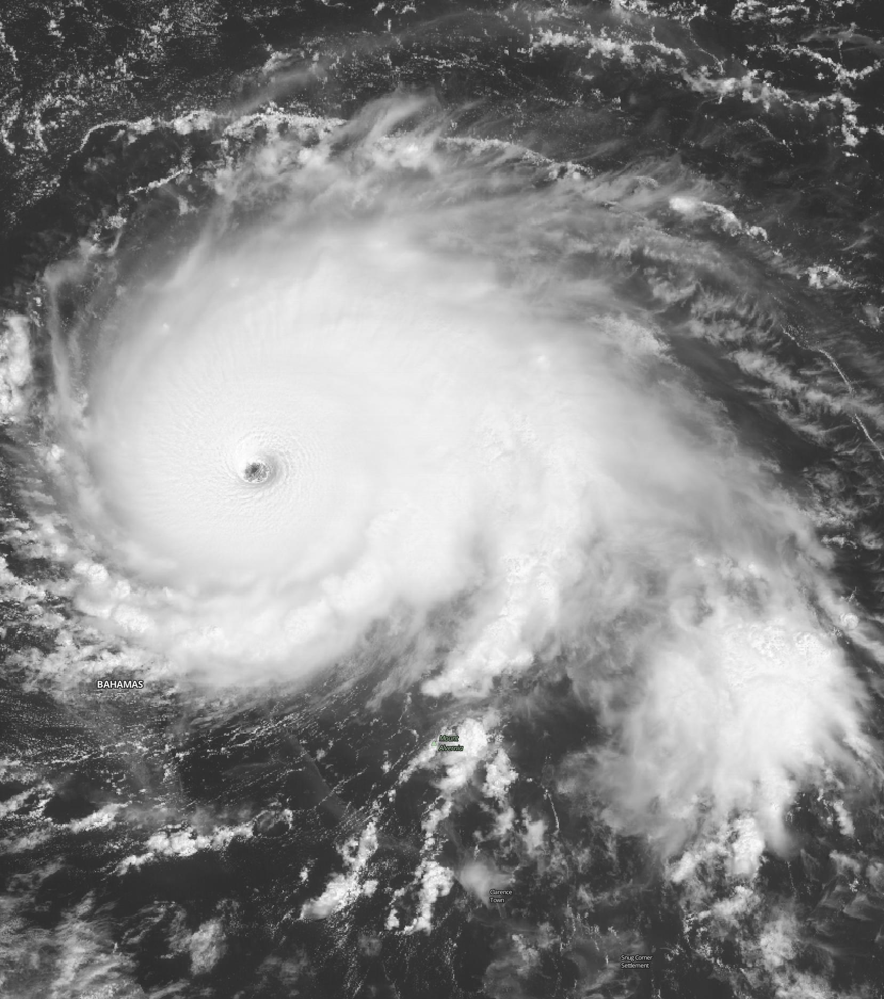 BAHAMAS
Mount
Alvernia
Clarence
Town
Snug Corner
Settlement